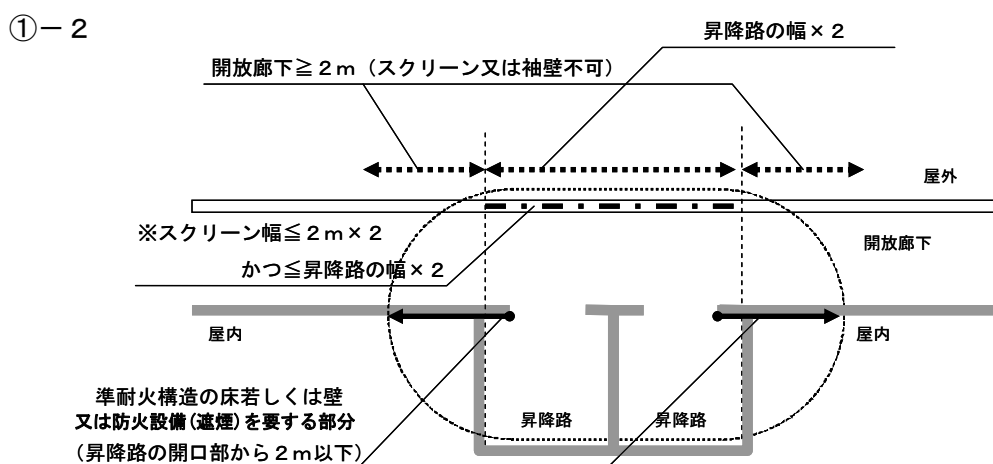 ①－２
昇降路の幅×２
開放廊下≧２ｍ（スクリーン又は袖壁不可）
屋外
※スクリーン幅≦２ｍ×２
開放廊下
かつ≦昇降路の幅×２
屋内
屋内
準耐火構造の床若しくは壁
又は防火設備（遮煙）を要する部分
昇降路
昇降路
（昇降路の開口部から２ｍ以下）